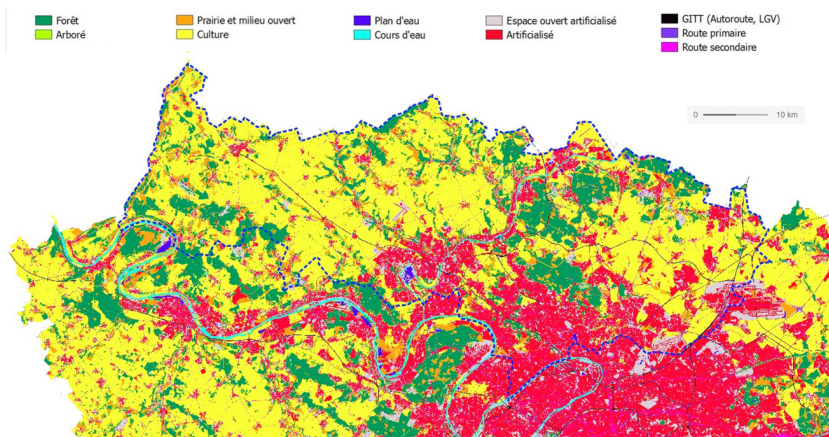 Forêt
Arboré
Prairie et milieu ouvert
Culture
Plan d'eau
Cours d'eau
Espace ouvert artificialisé
Artificialisé
GITT (Autoroute, LGV)
Route primaire
Route secondaire
0 10 km